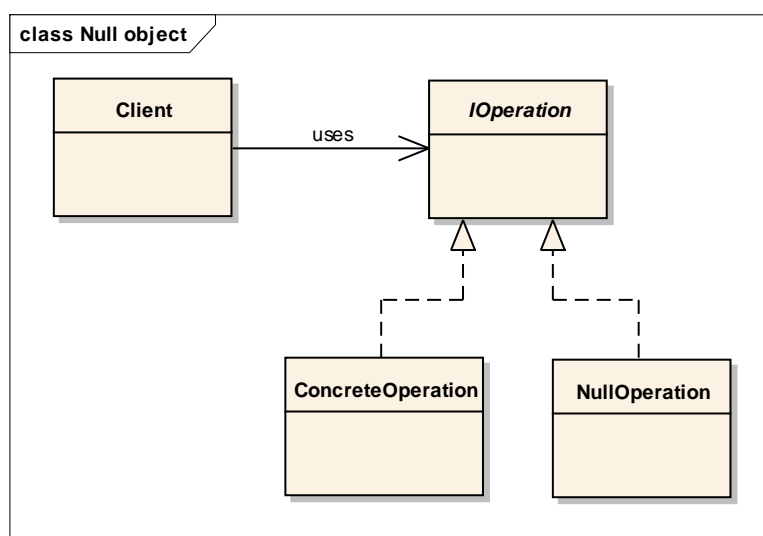 class Null object
Client
IOperation
uses
ConcreteOperation
NullOperation